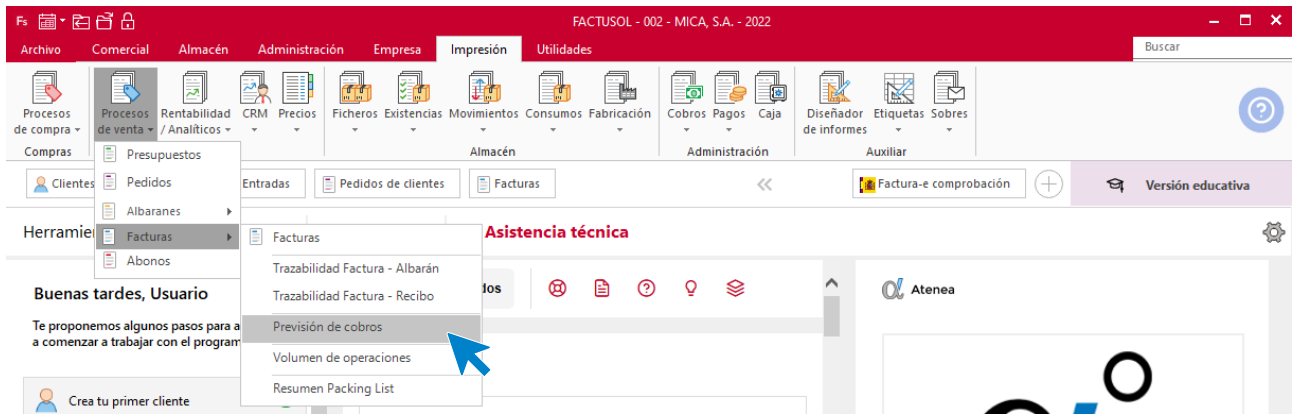 Fs
FACTUSOL - 002 - MICA, S.A. - 2022
Archivo Comercial Almacén Administración Empresa Impresión Utilidades
Buscar
Procesos de compra
Procesos de venta
Rentabilidad / Analíticos
CRM
Precios
Ficheros
Existencias
Movimientos
Consumos
Fabricación
Cobros
Pagos
Caja
Diseñador de informes
Etiquetas
Sobres
?
Compras
Almacén
Administración
Auxiliar
Presupuestos
Pedidos
Albaranes
Facturas
Abonos
Clientes
Entradas
Pedidos de clientes
Facturas
Factura-e comprobación
Versión educativa
Facturas
Trazabilidad Factura - Albarán
Trazabilidad Factura - Recibo
Previsión de cobros
Volumen de operaciones
Resumen Packing List
Asistencia técnica
Buenas tardes, Usuario
Te proponemos algunos pasos para
a comenzar a trabajar con el
Crea tu primer cliente
Atenea